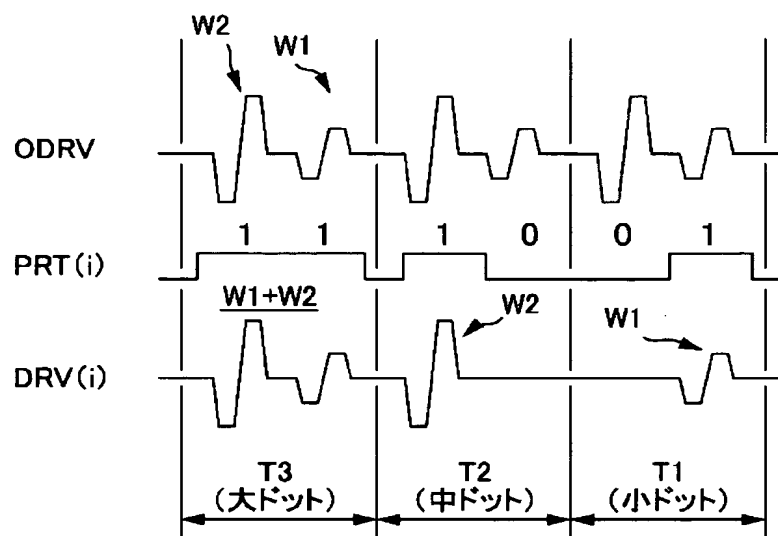 W2
W1
ODRV
1 1 1 0 0 1
PRT(i)
W1+W2
W2
W1
DRV(i)
T3
(大ドット)
T2
(中ドット)
T1
(小ドット)